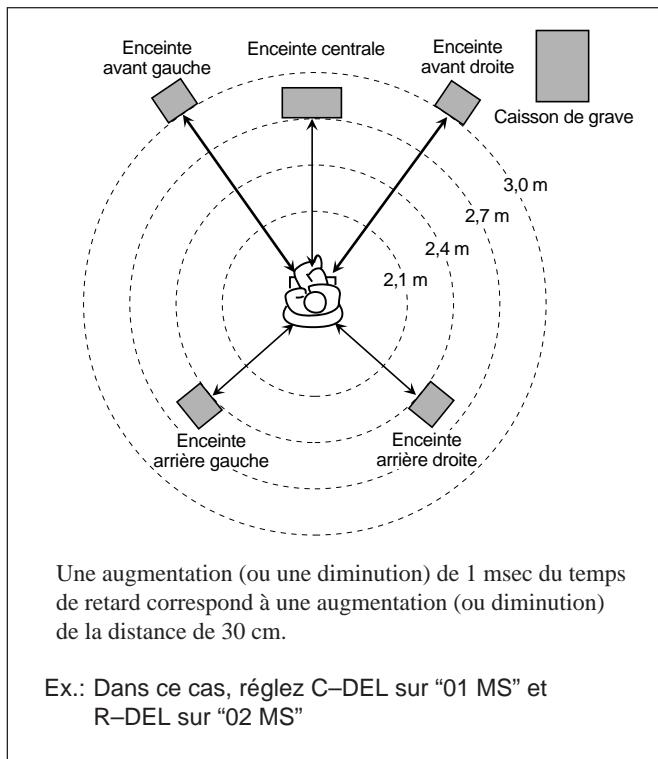 Enceinte
avant gauche
Enceinte centrale
Enceinte
avant droite
Caisson de grave
3,0 m
2,7 m
2,4 m
2,1 m
Enceinte
arrière gauche
Enceinte
arrière droite
Une augmentation (ou une diminution) de 1 msec du temps
de retard correspond à une augmentation (ou diminution)
de la distance de 30 cm.
Ex.: Dans ce cas, réglez C–DEL sur “01 MS” et
R–DEL sur “02 MS”